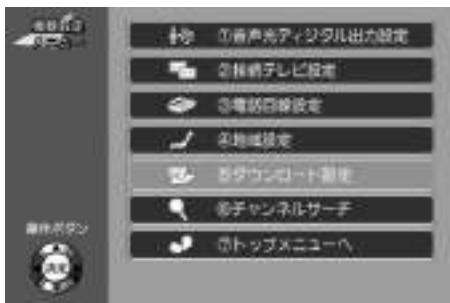 ①音声光ディジタル出力設定
②接続テレビ設定
③電話回線設定
④地域設定
⑤ダウンロード設定
⑥チャンネルサーチ
⑦トップメニューへ
操作ボタン
決定